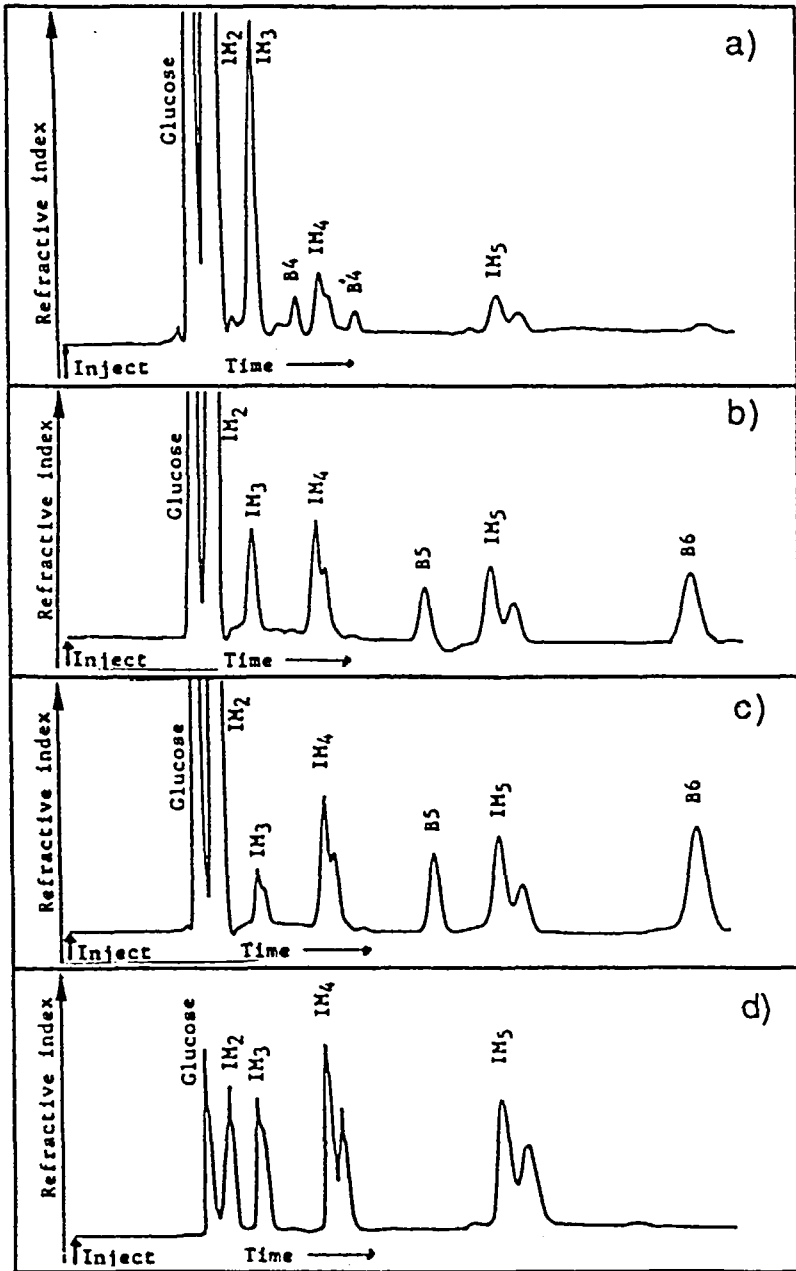 a)
Refractive index
Glucose
IM2
IM3
B4
IM4
B'4
IM5
Inject
Time
b)
Refractive index
Glucose
IM2
IM3
IM4
B5
IM5
B6
Inject
Time
c)
Refractive index
Glucose
IM2
IM3
IM4
B5
IM5
B6
Inject
Time
d)
Refractive index
Glucose
IM2
IM3
IM4
IM5
Inject
Time